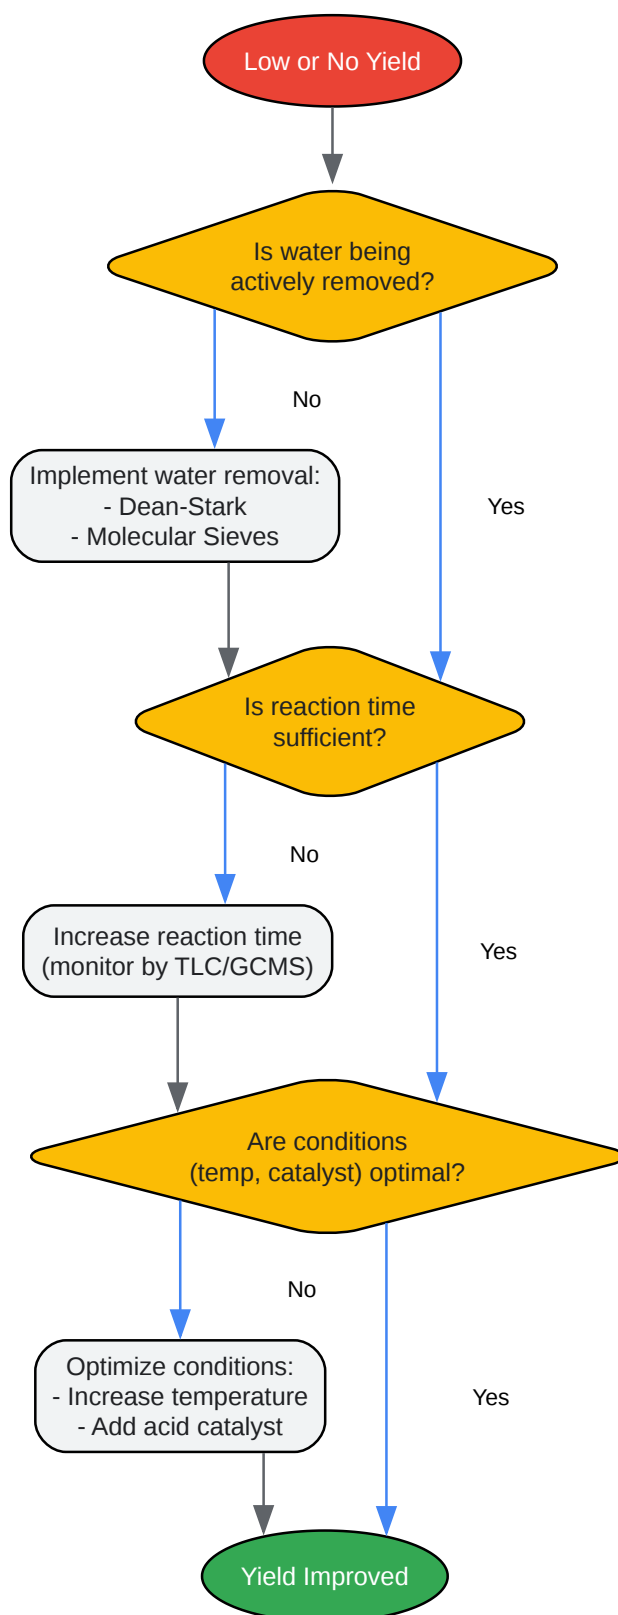 Low or No Yield
Is water being
actively removed?
No
Implement water removal:
- Dean-Stark
- Molecular Sieves
Yes
Is reaction time
sufficient?
No
Increase reaction time
(monitor by TLC/GCMS)
Yes
Are conditions
(temp, catalyst) optimal?
No
Optimize conditions:
- Increase temperature
- Add acid catalyst
Yes
Yield Improved